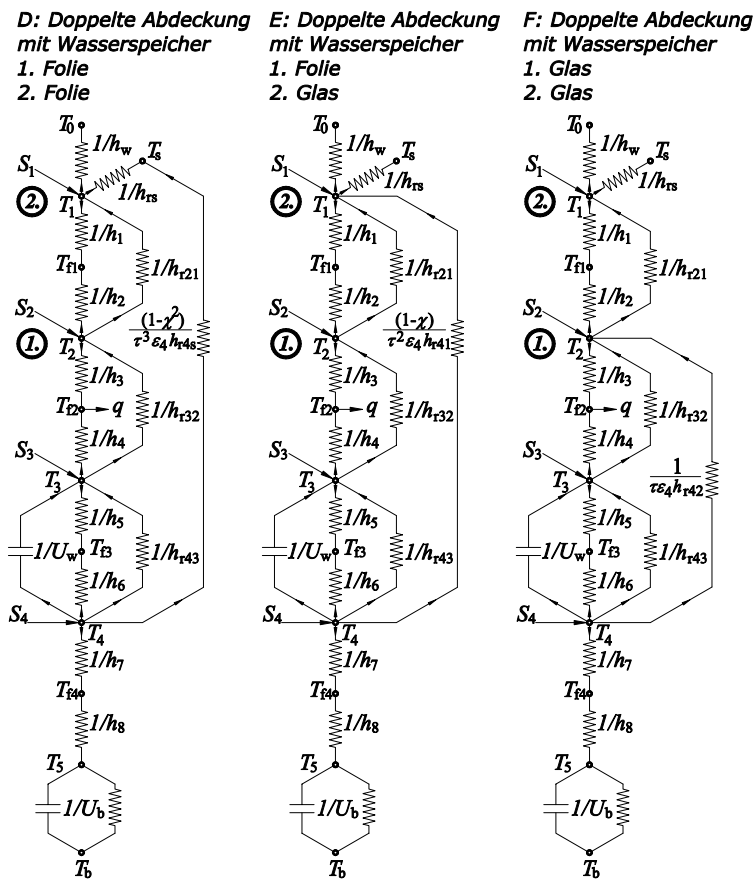 D: Doppelte Abdeckung
mit Wasserspeicher
1. Folie
2. Folie
T0
1/hw
Ts
S1
1/hrs
2.
T1
1/h1
Tf1
1/hr21
1/h2
S2
(1-χ²)
τ³ε4hr4s
1.
T2
1/h3
Tf2
q
1/hr32
1/h4
S3
T3
1/h5
1/Uw
Tf3
1/hr43
1/h6
S4
T4
1/h7
Tf4
1/h8
T5
1/Ub
Tb
E: Doppelte Abdeckung
mit Wasserspeicher
1. Folie
2. Glas
T0
1/hw
Ts
S1
1/hrs
2.
T1
1/h1
Tf1
1/hr21
1/h2
S2
(1-χ)
τ²ε4hr41
1.
T2
1/h3
Tf2
q
1/hr32
1/h4
S3
T3
1/h5
1/Uw
Tf3
1/hr43
1/h6
S4
T4
1/h7
Tf4
1/h8
T5
1/Ub
Tb
F: Doppelte Abdeckung
mit Wasserspeicher
1. Glas
2. Glas
T0
1/hw
Ts
S1
1/hrs
2.
T1
1/h1
Tf1
1/hr21
1/h2
S2
1.
T2
1/h3
Tf2
q
1/hr32
1/h4
S3
T3
1
τε4hr42
1/h5
1/Uw
Tf3
1/hr43
1/h6
S4
T4
1/h7
Tf4
1/h8
T5
1/Ub
Tb